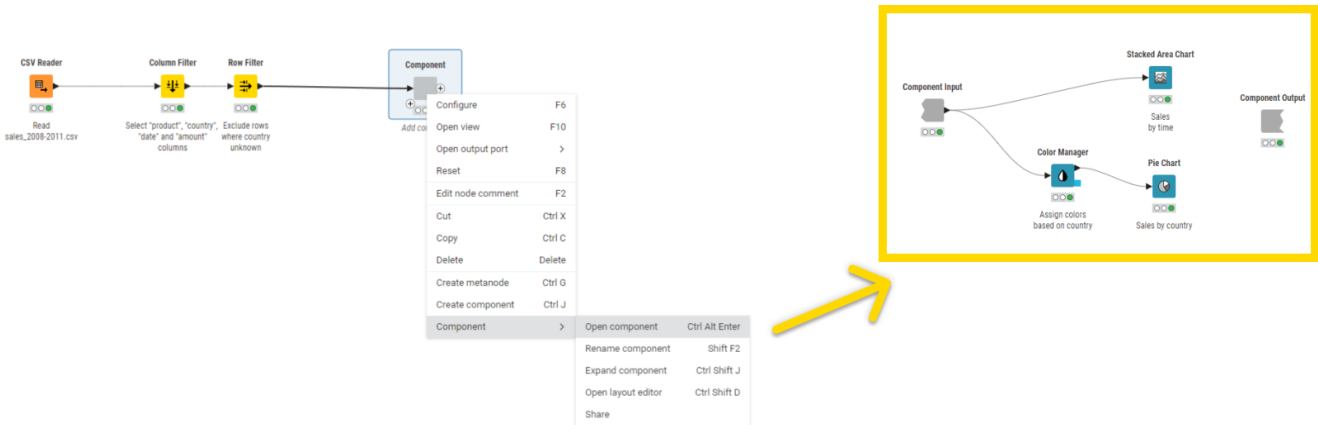 CSV Reader
Read
sales_2008-2011.csv
Column Filter
Select "product", "country",
"date" and "amount"
columns
Row Filter
Exclude rows
where country
unknown
Component
Configure F6
Open view F10
Open output port >
Reset F8
Edit node comment F2
Cut Ctrl X
Copy Ctrl C
Delete Delete
Create metanode Ctrl G
Create component Ctrl J
Component >
Open component Ctrl Alt Enter
Rename component Shift F2
Expand component Ctrl Shift J
Open layout editor Ctrl Shift D
Share
Component Input
Stacked Area Chart
Sales
by time
Color Manager
Assign colors
based on country
Pie Chart
Sales by country
Component Output